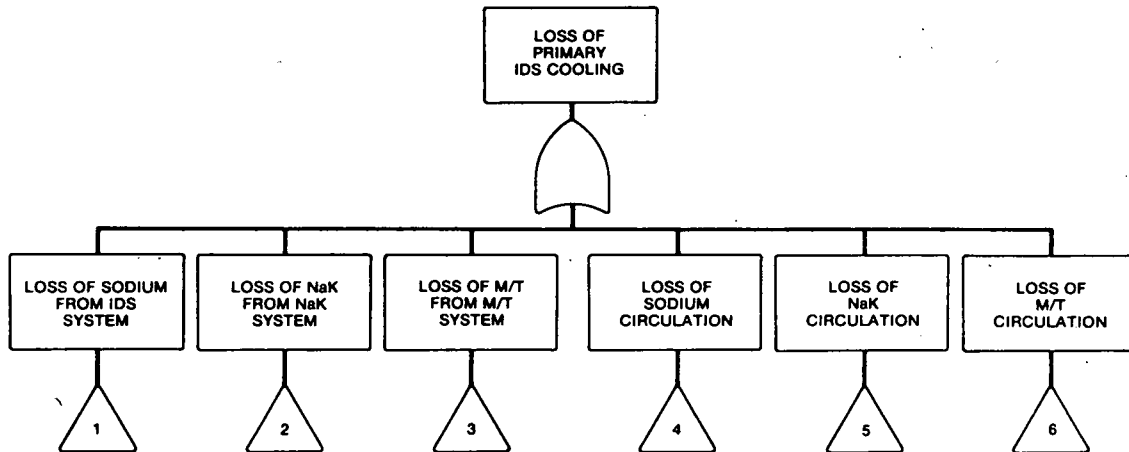 LOSS OF
PRIMARY
IDS COOLING
LOSS OF SODIUM
FROM IDS
SYSTEM
LOSS OF NaK
FROM NaK
SYSTEM
LOSS OF M/T
FROM M/T
SYSTEM
LOSS OF
SODIUM
CIRCULATION
LOSS OF
NaK
CIRCULATION
LOSS OF
M/T
CIRCULATION
1
2
3
4
5
6